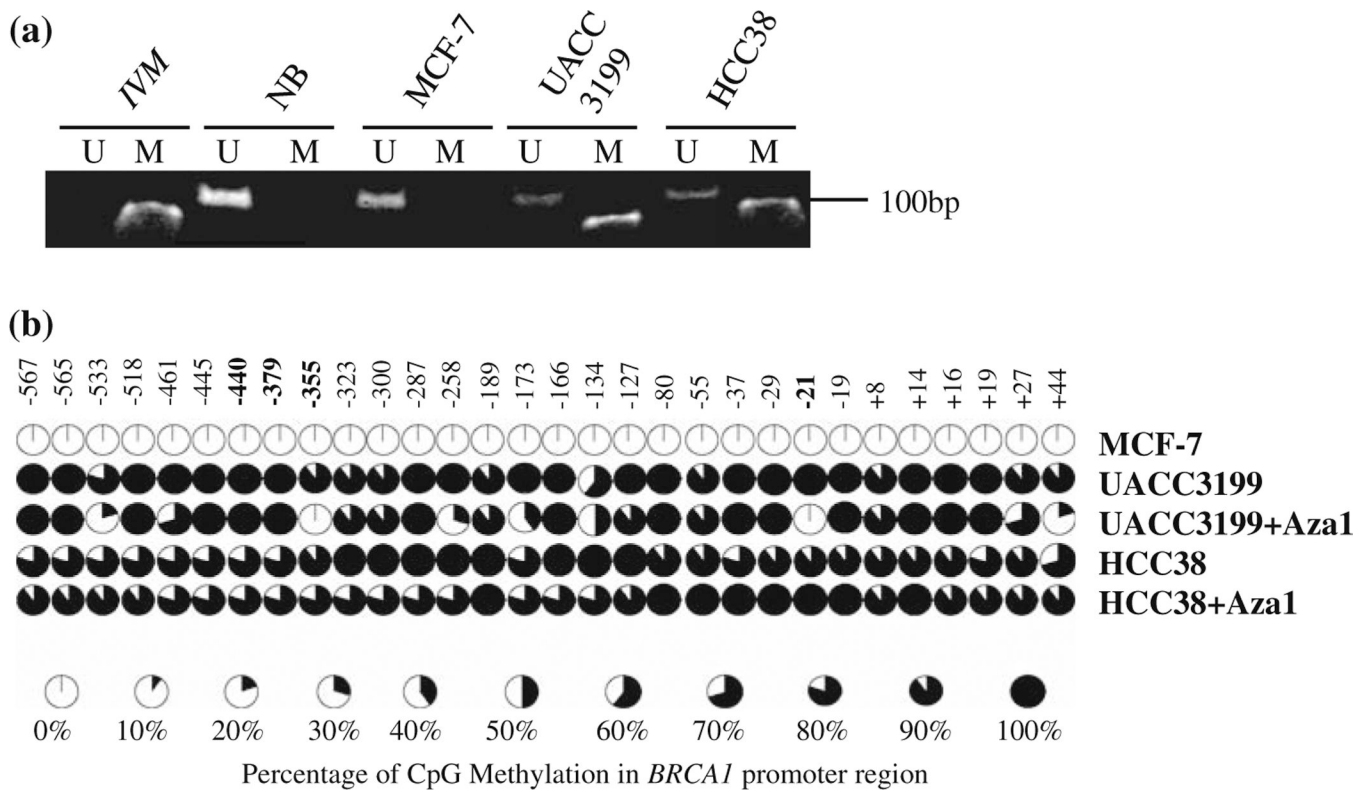 (a)
IVM NB MCF-7 UACC 3199 HCC38
U M U M U M U M U M
100bp
(b)
-567 -565 -533 -518 -461 -445 -440 -379 -355 -323 -300 -287 -258 -189 -173 -166 -134 -127 -80 -55 -37 -29 -21 -19 +8 +14 +16 +19 +27 +44
MCF-7
UACC3199
UACC3199+Aza1
HCC38
HCC38+Aza1
0% 10% 20% 30% 40% 50% 60% 70% 80% 90% 100%
Percentage of CpG Methylation in BRCA1 promoter region